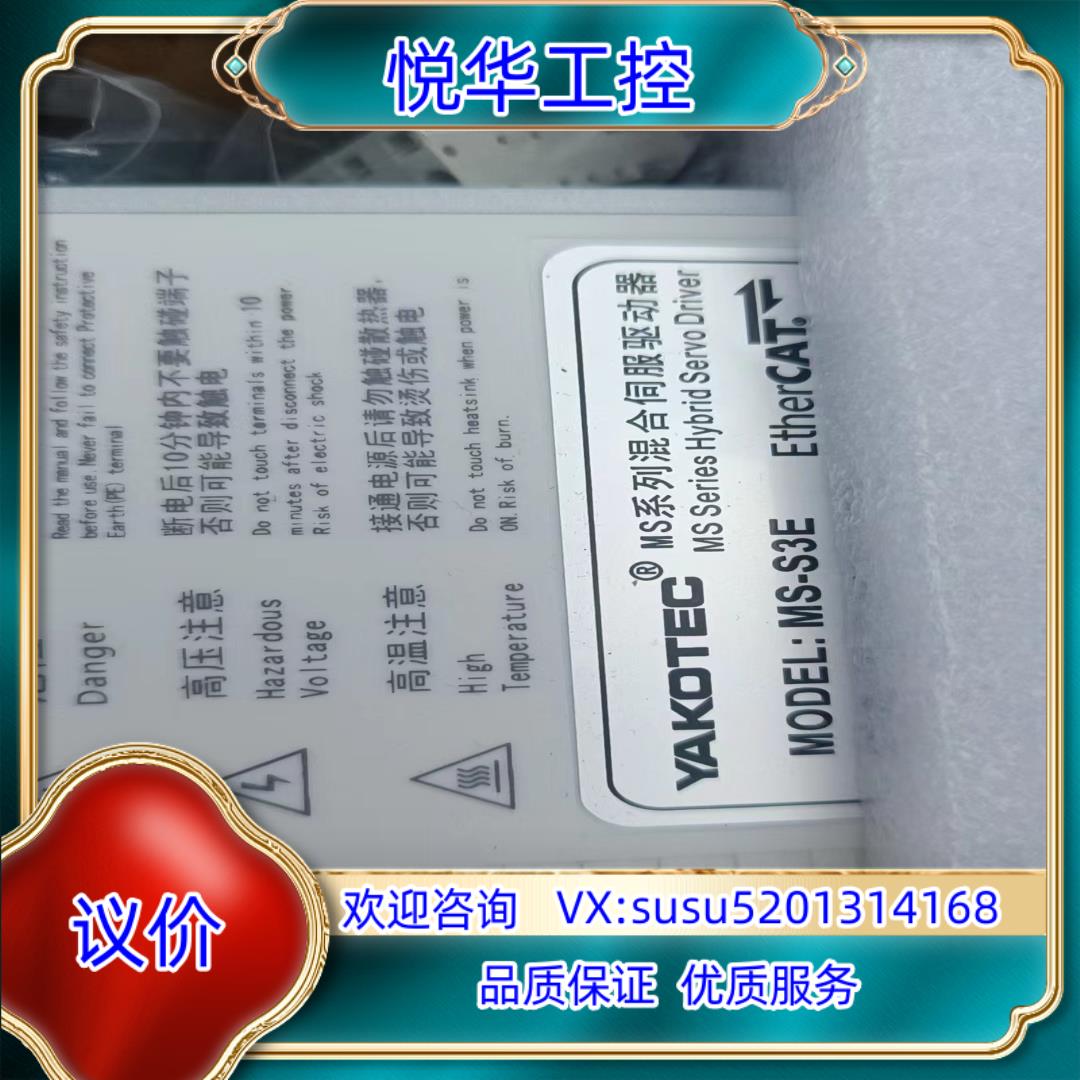 悦华工控
Read the manual and follow the safety instruction
before use. Never fail to connect Protective
Earth(PE) terminal
Danger
断电后10分钟内不要触碰端子
否则可能导致触电
Do not touch terminals within 10
minutes after disconnect the power.
Risk of electric shock
高压注意
Hazardous
Voltage
接通电源后请勿触碰散热器,
否则可能导致烫伤或触电
Do not touch heatsink when power is
ON. Risk of burn.
高温注意
High
Temperature
YAKOTEC® MS系列混合伺服驱动器
MS Series Hybrid Servo Driver
MODEL: MS-S3E EtherCAT.
议价
欢迎咨询 VX:susu5201314168
品质保证 优质服务